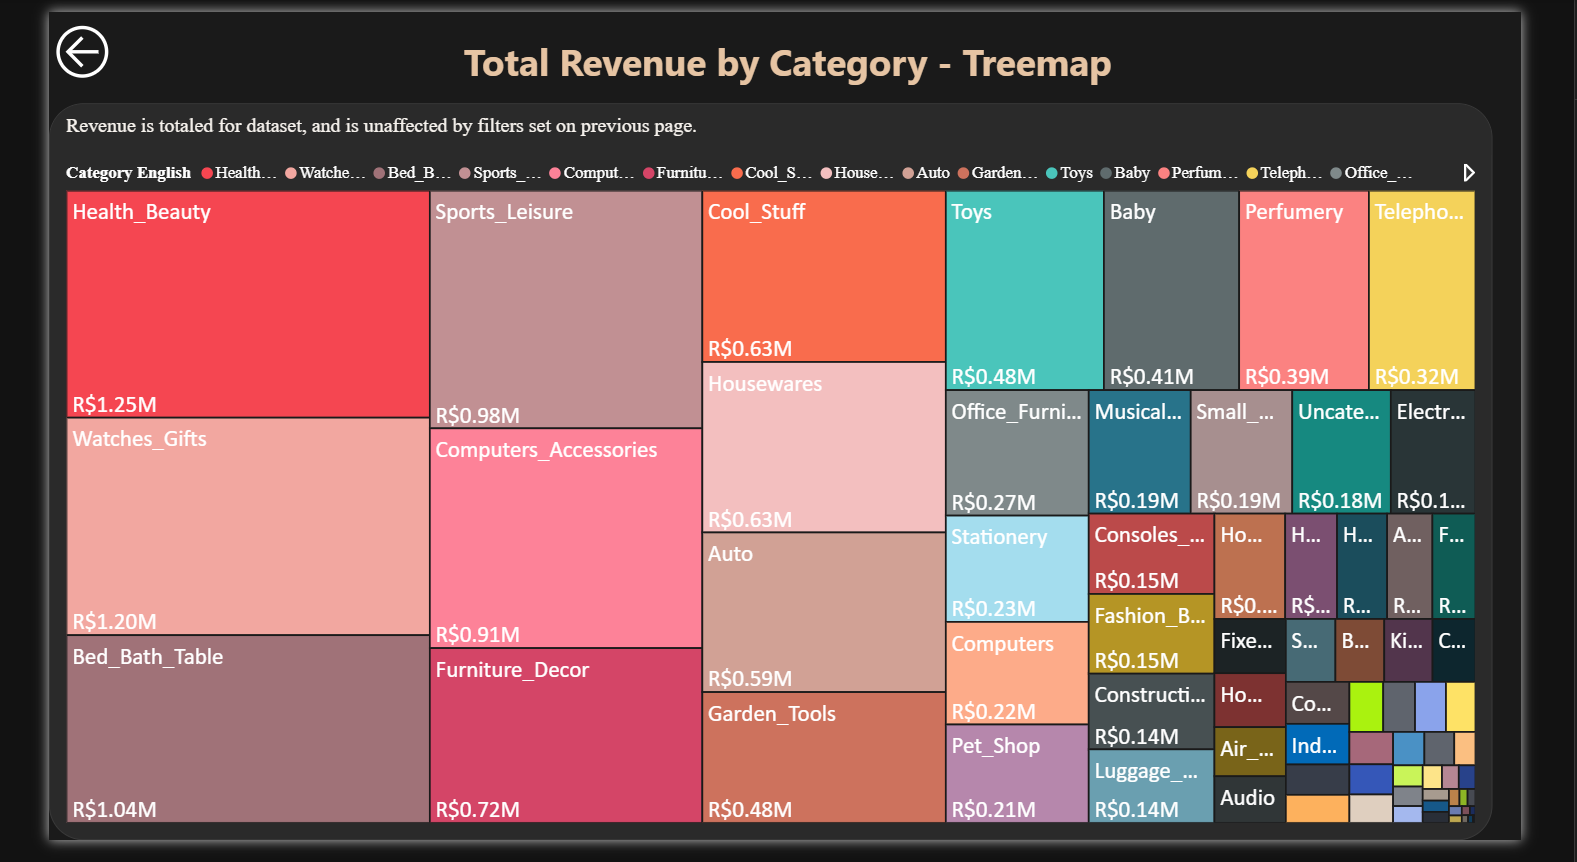 Total Revenue by Category - Treemap
Revenue is totaled for dataset, and is unaffected by filters set on previous page.
Category English Health... Watche... Bed_B... Sports_... Comput... Furnitu... Cool_S... House... Auto Garden... Toys Baby Perfum... Teleph... Office_...
Health_Beauty
R$1.25M
Watches_Gifts
R$1.20M
Bed_Bath_Table
R$1.04M
Sports_Leisure
R$0.98M
Computers_Accessories
R$0.91M
Furniture_Decor
R$0.72M
Cool_Stuff
R$0.63M
Housewares
R$0.63M
Auto
R$0.59M
Garden_Tools
R$0.48M
Toys
R$0.48M
Baby
R$0.41M
Perfumery
R$0.39M
Telepho...
R$0.32M
Office_Furni...
R$0.27M
Stationery
R$0.23M
Computers
R$0.22M
Pet_Shop
R$0.21M
Musical...
R$0.19M
Small_...
R$0.19M
Uncate...
R$0.18M
Electr...
R$0.1...
Consoles_...
R$0.15M
Fashion_B...
R$0.15M
Constructi...
R$0.14M
Luggage_...
R$0.14M
Ho...
R$0....
H...
R$...
H...
R...
A...
R...
F...
R...
Fixe...
Ho...
Air_...
Audio
S...
B...
Ki...
C...
Co...
Ind...